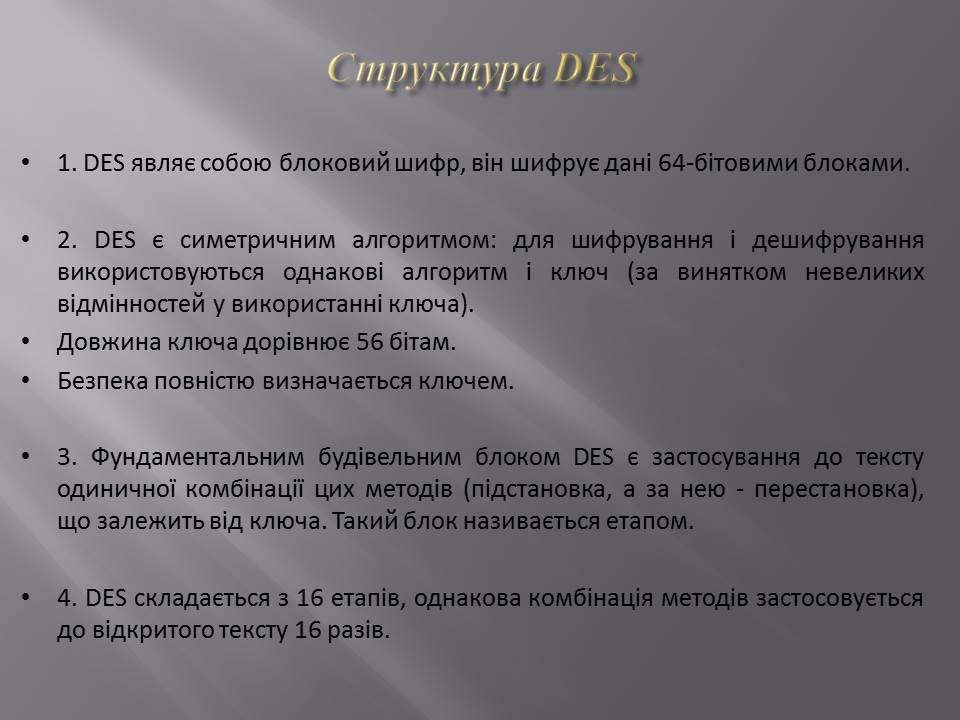 Структура DES
• 1. DES являє собою блоковий шифр, він шифрує дані 64-бітовими блоками.
• 2. DES є симетричним алгоритмом: для шифрування і дешифрування
використовуються однакові алгоритм і ключ (за винятком невеликих
відмінностей у використанні ключа).
• Довжина ключа дорівнює 56 бітам.
• Безпека повністю визначається ключем.
• 3. Фундаментальним будівельним блоком DES є застосування до тексту
одиничної комбінації цих методів (підстановка, а за нею - перестановка),
що залежить від ключа. Такий блок називається етапом.
• 4. DES складається з 16 етапів, однакова комбінація методів застосовується
до відкритого тексту 16 разів.